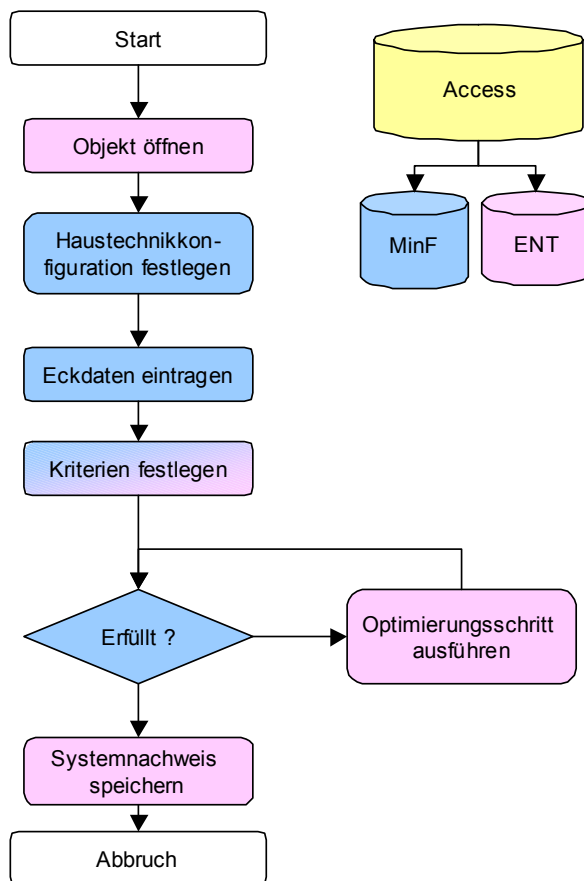 Start
Objekt öffnen
Haustechnikkon-
figuration festlegen
Eckdaten eintragen
Kriterien festlegen
Erfüllt ?
Optimierungsschritt
ausführen
Systemnachweis
speichern
Abbruch
Access
MinF
ENT